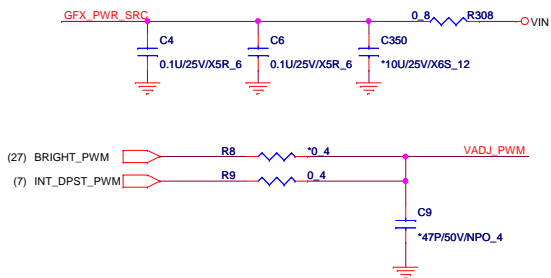 GFX_PWR_SRC
0_8 R308
VIN
C4
0.1U/25V/X5R_6
C6
0.1U/25V/X5R_6
C350
*10U/25V/X6S_12
(27) BRIGHT_PWM
R8 *0_4
VADJ_PWM
(7) INT_DPST_PWM
R9 0_4
C9
*47P/50V/NPO_4